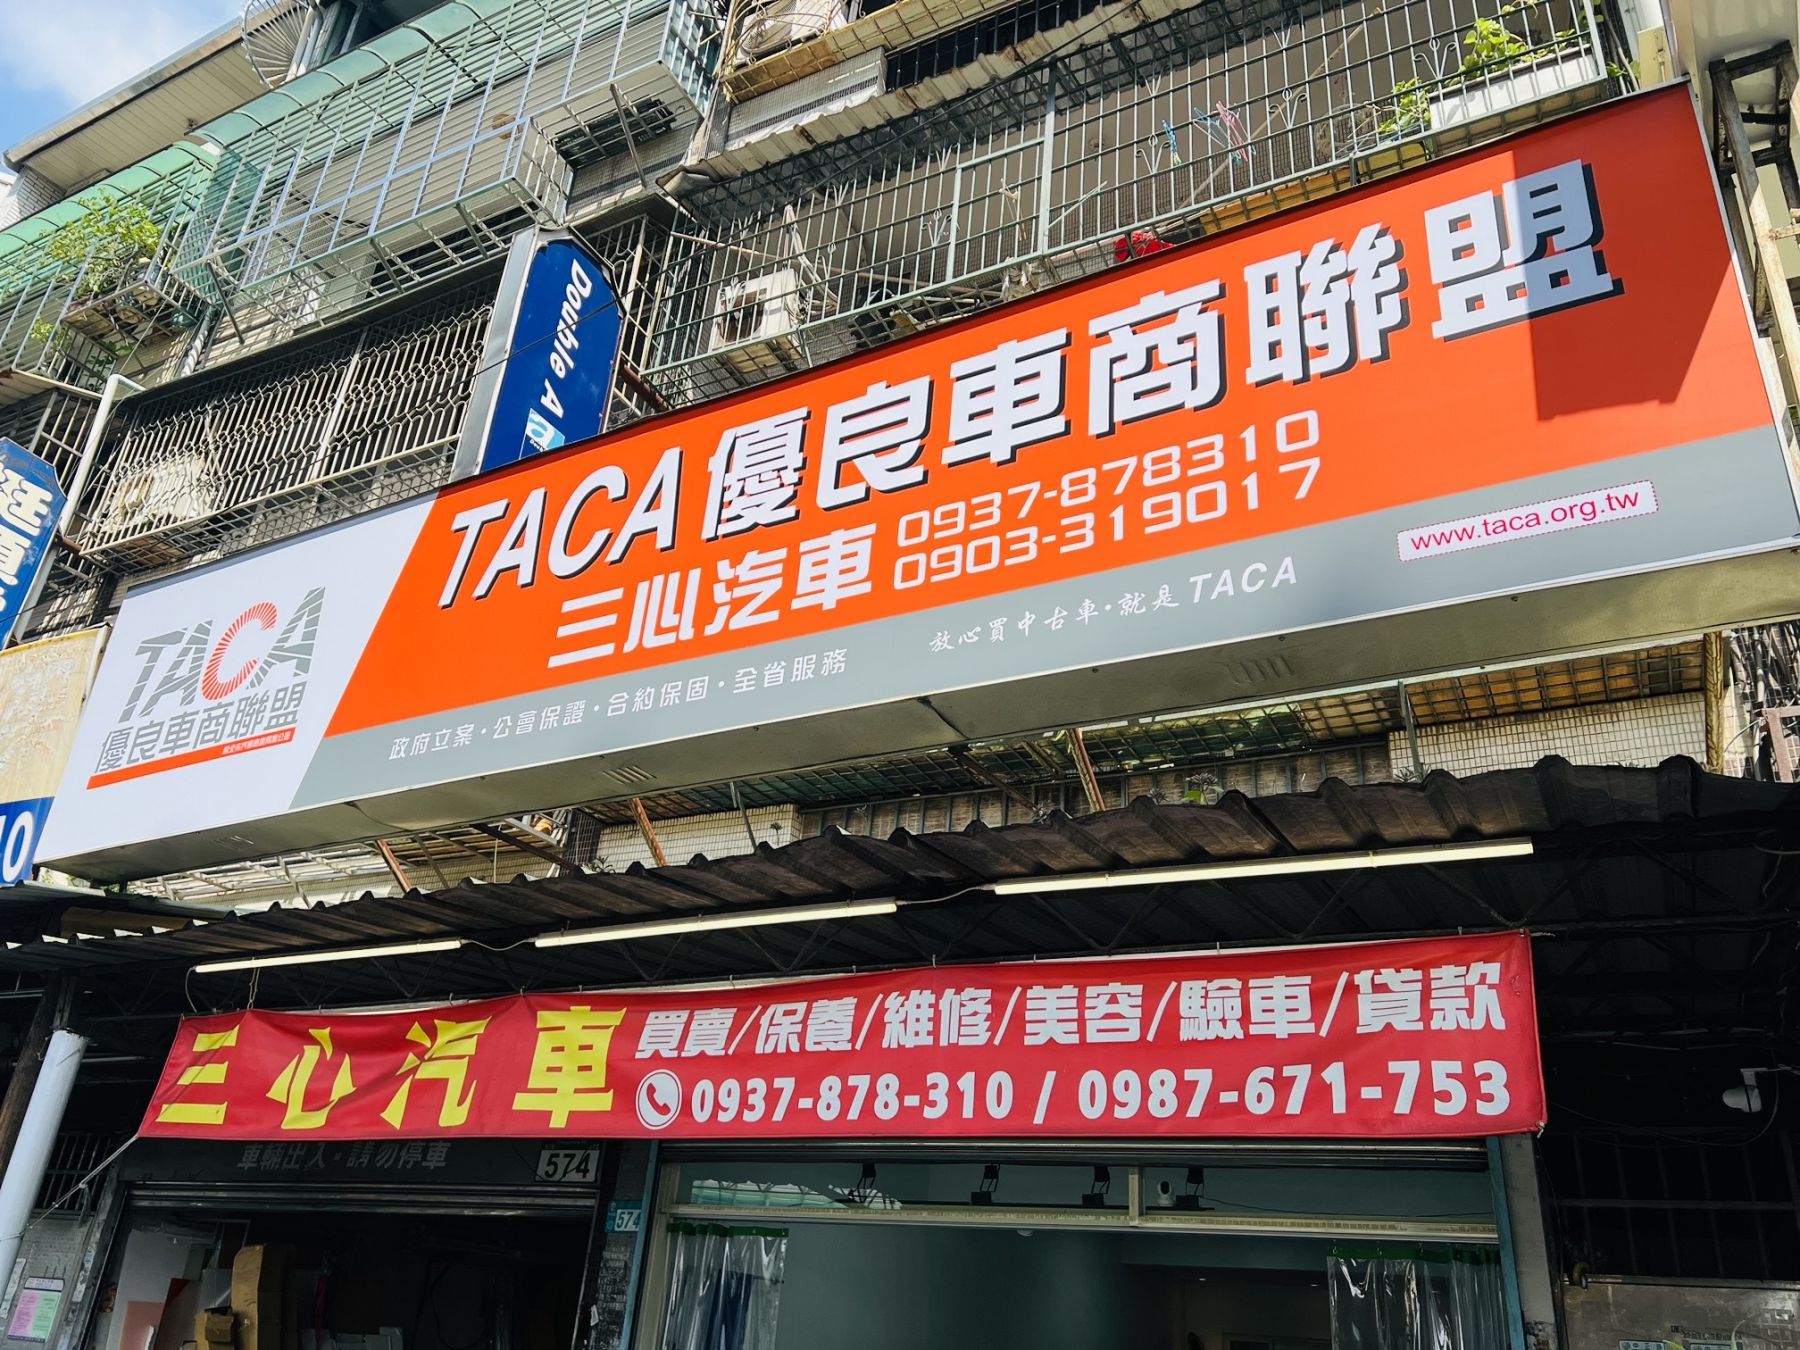 Double A
TACA
優良車商聯盟
TACA優良車商聯盟
三心汽車
0937-878310
0903-319017
www.taca.org.tw
政府立案·公會保證·合約保固·全省服務
放心買中古車·就是TACA
三心汽車
買賣/保養/維修/美容/驗車/貸款
0937-878-310 / 0987-671-753
車輛出入·請勿停車
574
574